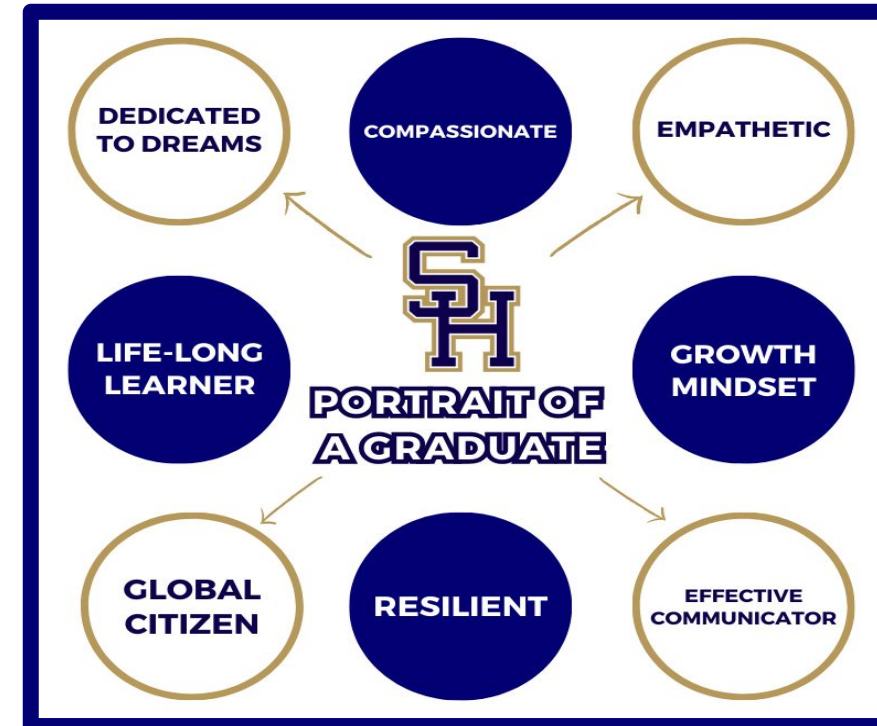 DEDICATED
TO DREAMS
COMPASSIONATE
EMPATHETIC
SH
LIFE-LONG
LEARNER
PORTRAIT OF
A GRADUATE
GROWTH
MINDSET
GLOBAL
CITIZEN
RESILIENT
EFFECTIVE
COMMUNICATOR